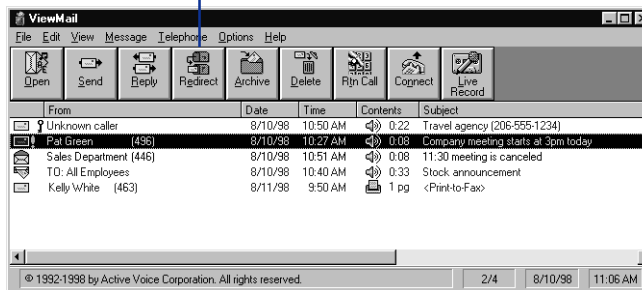 ViewMail
File Edit View Message Telephone Options Help
Open Send Reply Redirect Archive Delete Rtn Call Connect Live Record
From Date Time Contents Subject
Unknown caller 8/10/98 10:50 AM 0:22 Travel agency (206-555-1234)
Pat Green (496) 8/10/98 10:27 AM 0:08 Company meeting starts at 3pm today
Sales Department (446) 8/10/98 10:51 AM 0:08 11:30 meeting is canceled
TO: All Employees 8/10/98 10:40 AM 0:33 Stock announcement
Kelly White (463) 8/11/98 9:50 AM 1 pg <Print-to-Fax>
© 1992-1998 by Active Voice Corporation. All rights reserved. 2/4 8/10/98 11:06 AM